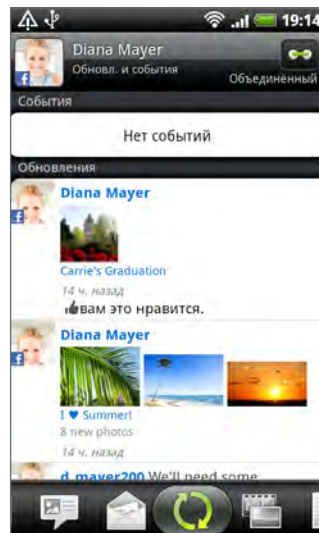 19:14
Diana Mayer
Обновл. и события
Объединённый
События
Нет событий
Обновления
Diana Mayer
Carrie's Graduation
14 ч. назад
вам это нравится.
Diana Mayer
I ♥ Summer!
8 new photos
14 ч. назад
d_mayer200 We'll need some